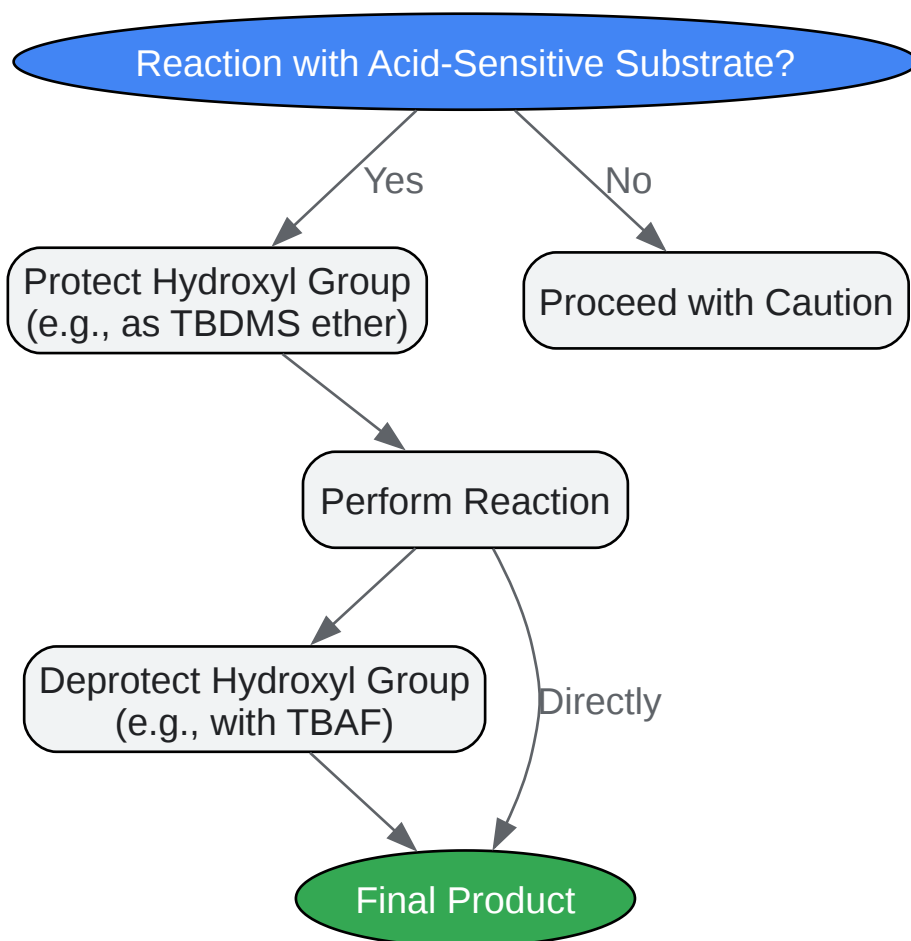 Reaction with Acid-Sensitive Substrate?
Yes
No
Protect Hydroxyl Group
(e.g., as TBDMS ether)
Proceed with Caution
Perform Reaction
Deprotect Hydroxyl Group
(e.g., with TBAF)
Directly
Final Product